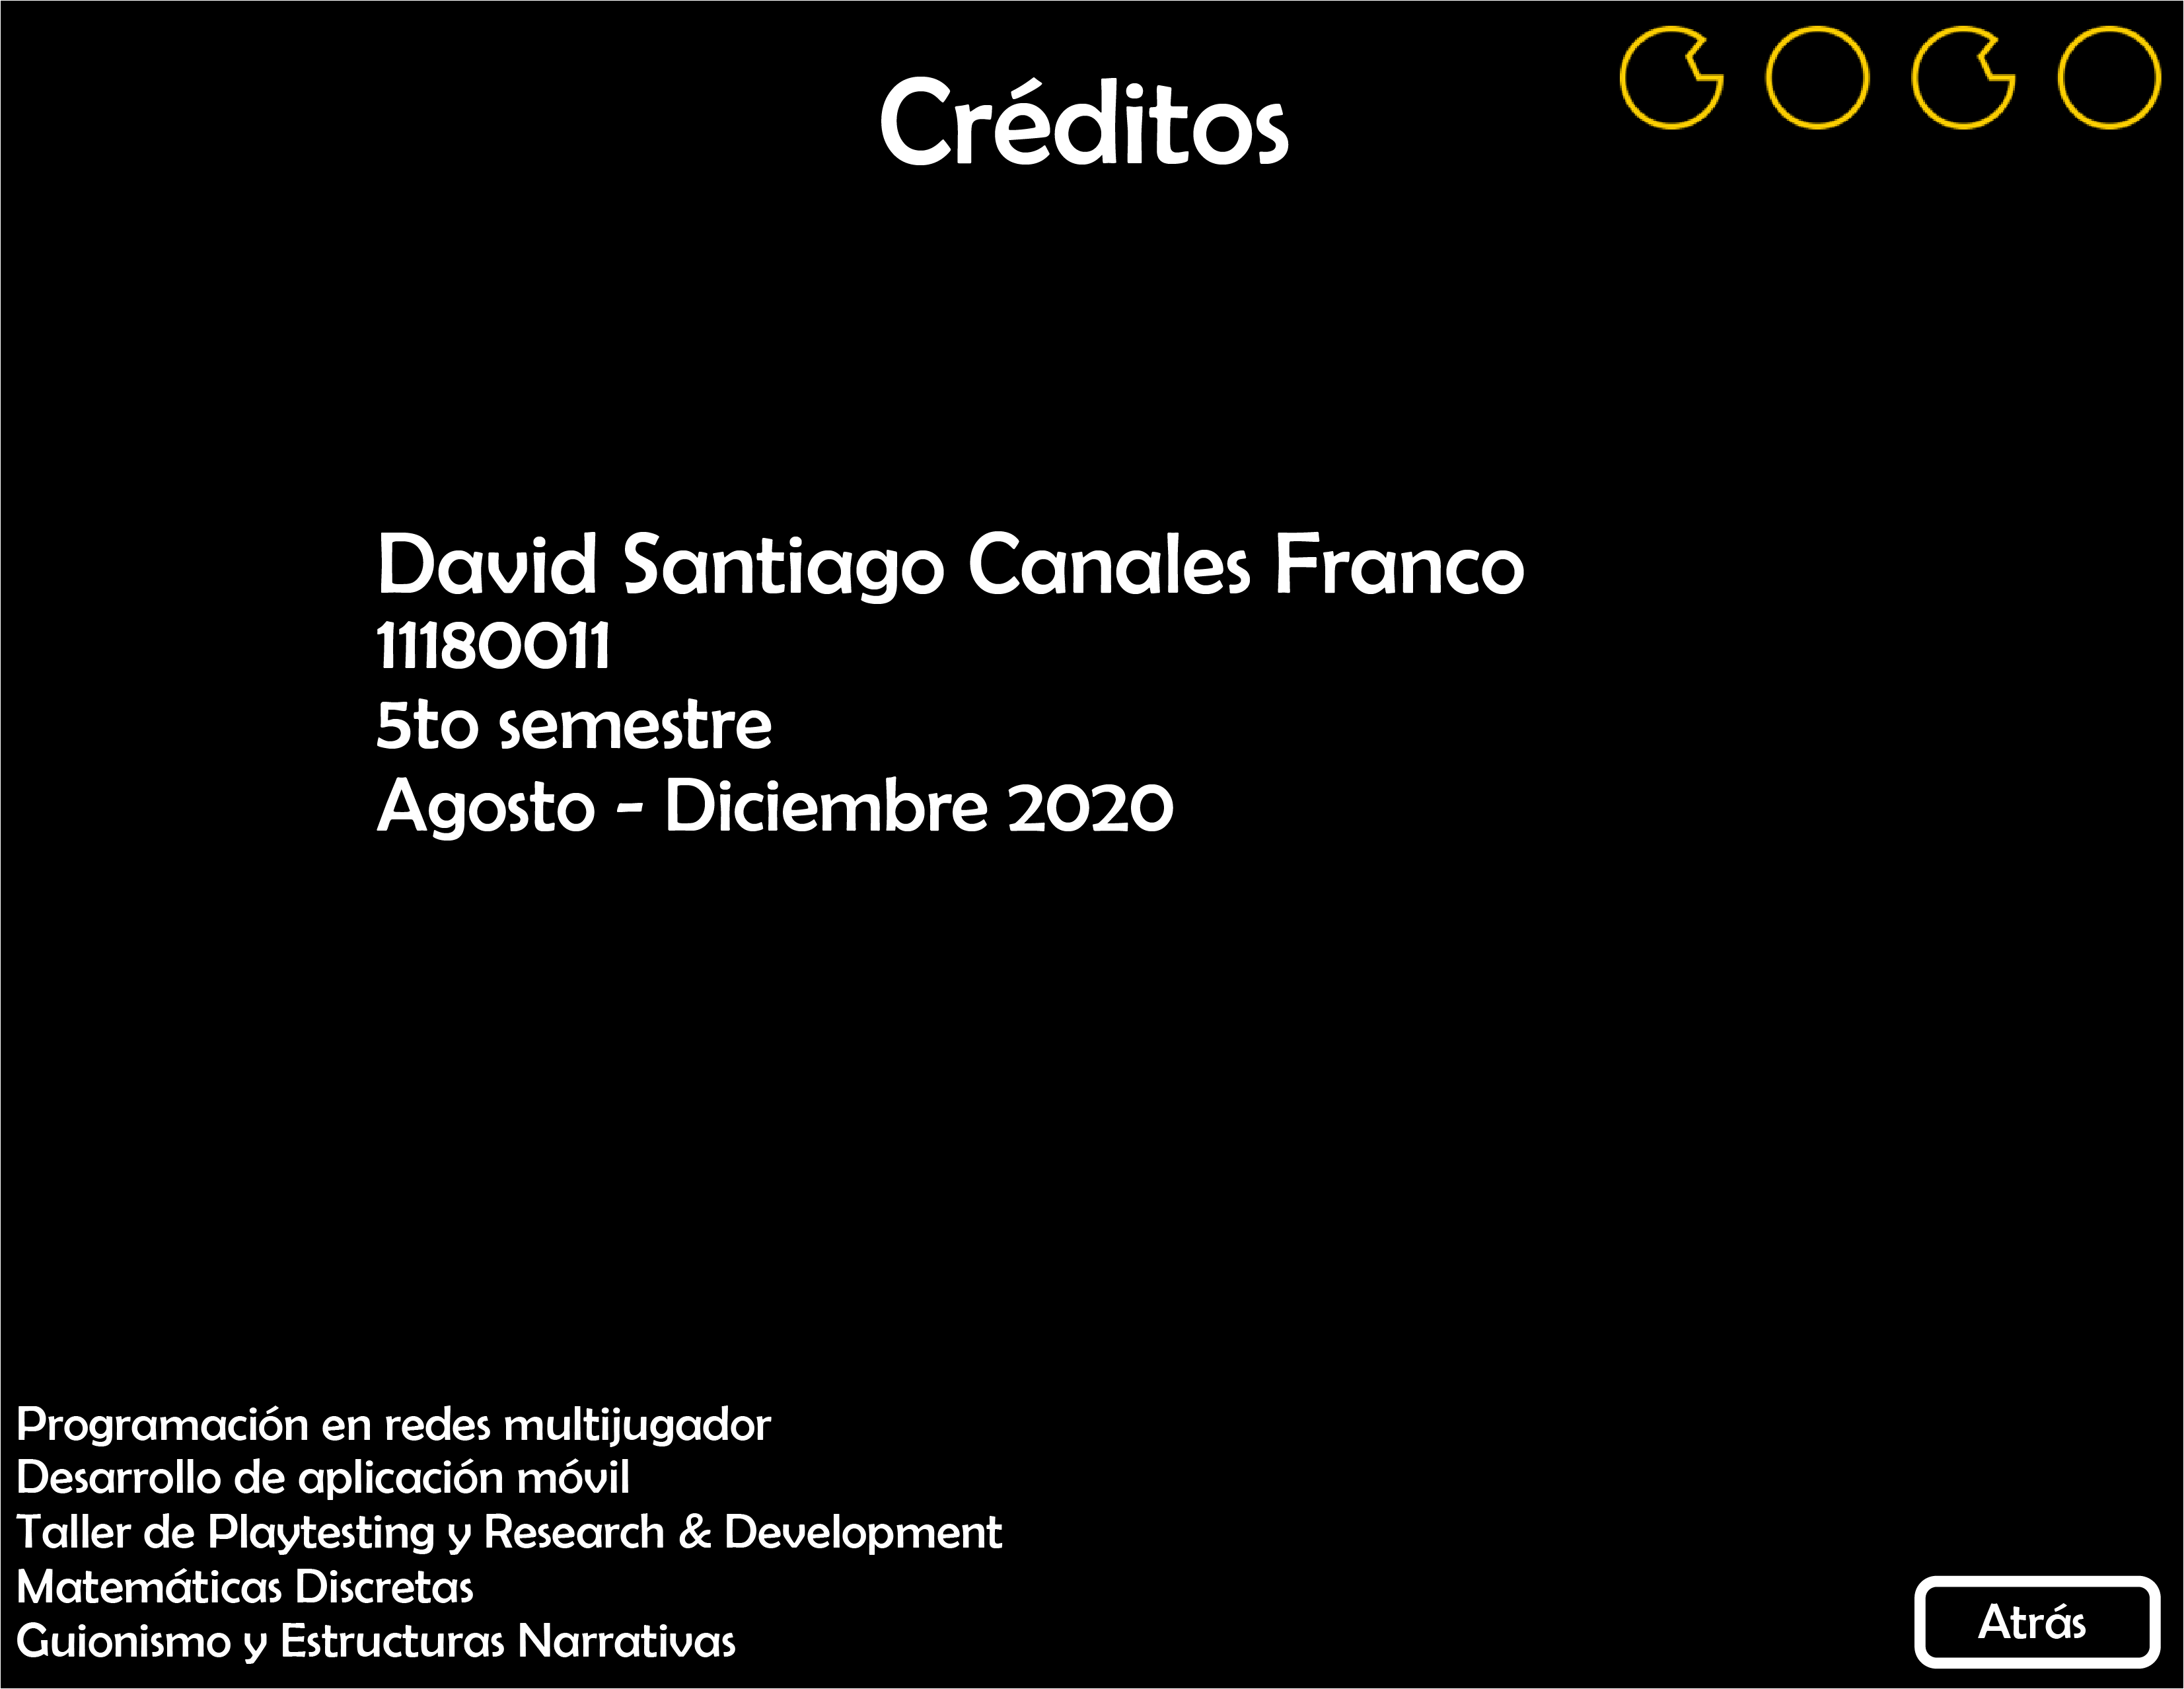 Créditos
David Santiago Canales Franco
11180011
5to semestre
Agosto - Diciembre 2020
Programación en redes multijugador
Desarrollo de aplicación móvil
Taller de Playtesting y Research & Development
Matemáticas Discretas
Guionismo y Estructuras Narrativas
Atrás